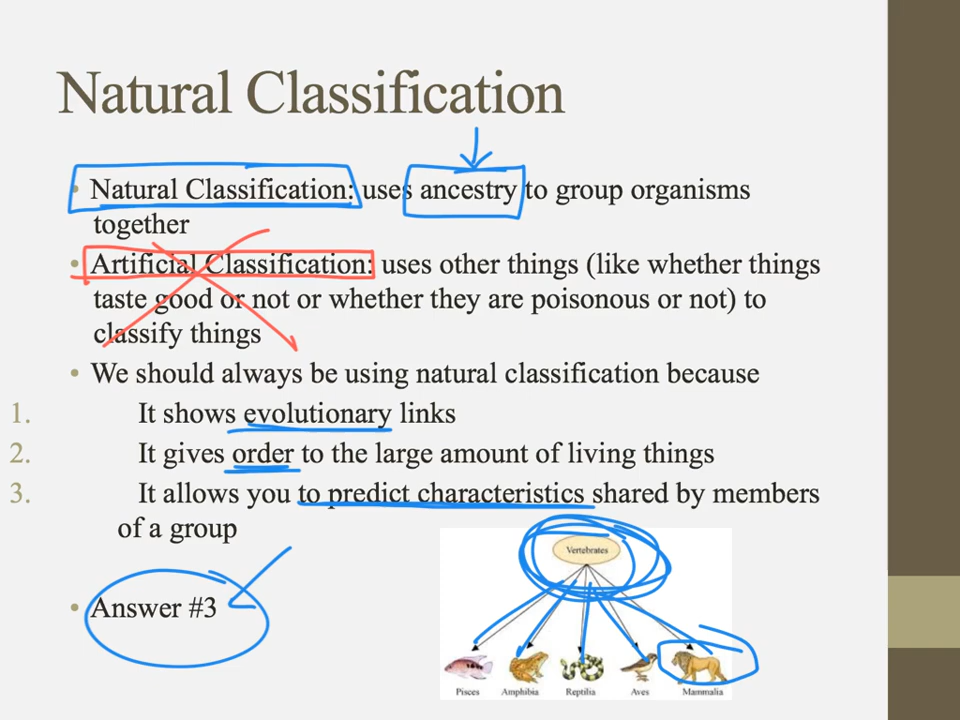 Natural Classification
• Natural Classification: uses ancestry to group organisms
together
• Artificial Classification: uses other things (like whether things
taste good or not or whether they are poisonous or not) to
classify things
• We should always be using natural classification because
1. It shows evolutionary links
2. It gives order to the large amount of living things
3. It allows you to predict characteristics shared by members
of a group
• Answer #3
Vertebrates
Pisces Amphibia Reptilia Aves Mammalia